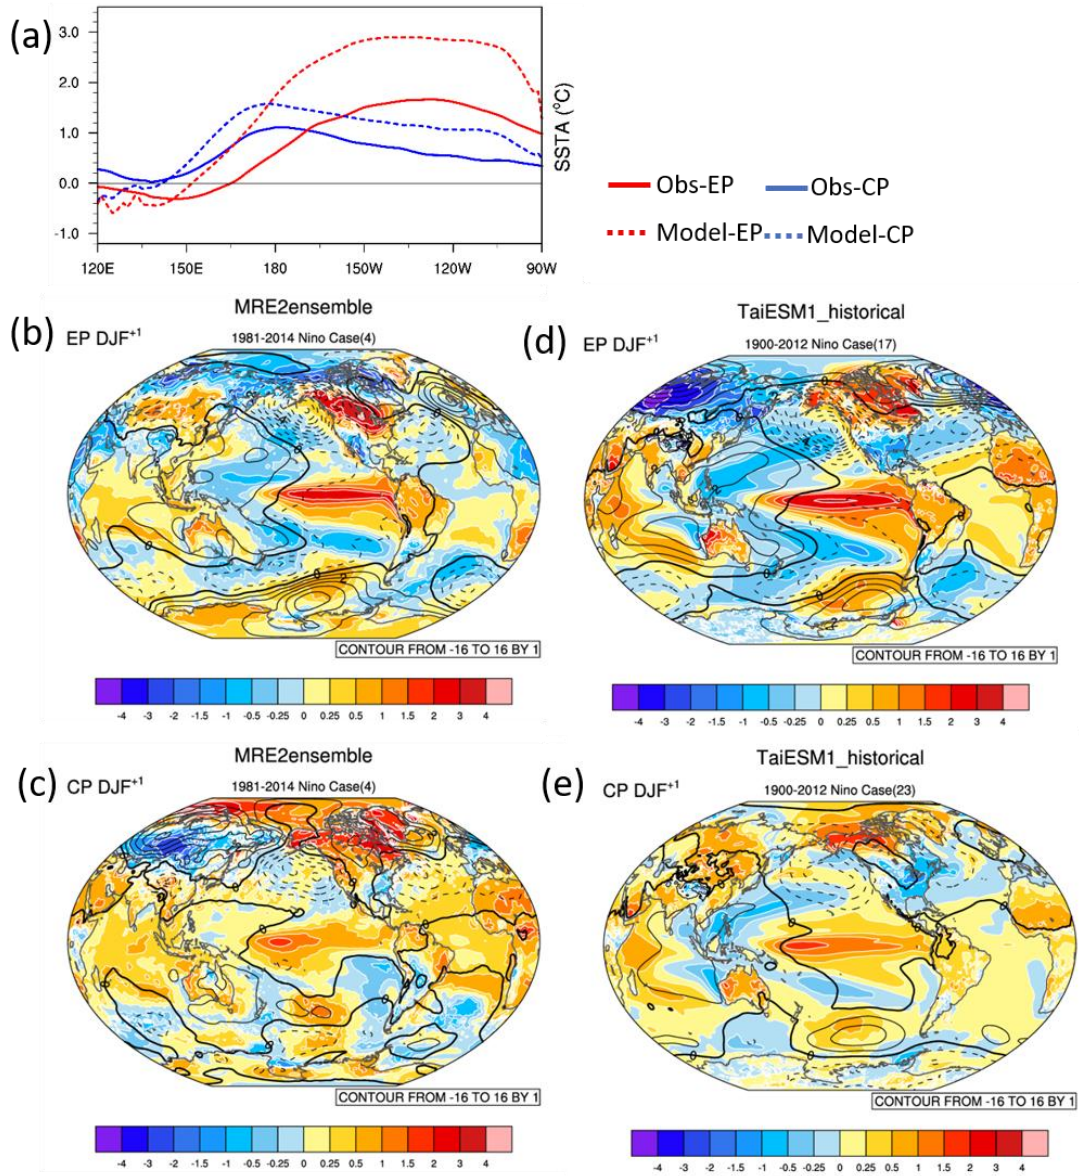 (a)
3.0
2.0
1.0
0.0
-1.0
SSTA (°C)
120E 150E 180 150W 120W 90W
Obs-EP Obs-CP
Model-EP Model-CP
(b)
MRE2ensemble
EP DJF+1
1981-2014 Nino Case(4)
CONTOUR FROM -16 TO 16 BY 1
-4 -3 -2 -1.5 -1 -0.5 -0.25 0 0.25 0.5 1 1.5 2 3 4
(d)
TaiESM1_historical
EP DJF+1
1900-2012 Nino Case(17)
CONTOUR FROM -16 TO 16 BY 1
-4 -3 -2 -1.5 -1 -0.5 -0.25 0 0.25 0.5 1 1.5 2 3 4
(c)
MRE2ensemble
CP DJF+1
1981-2014 Nino Case(4)
CONTOUR FROM -16 TO 16 BY 1
-4 -3 -2 -1.5 -1 -0.5 -0.25 0 0.25 0.5 1 1.5 2 3 4
(e)
TaiESM1_historical
CP DJF+1
1900-2012 Nino Case(23)
CONTOUR FROM -16 TO 16 BY 1
-4 -3 -2 -1.5 -1 -0.5 -0.25 0 0.25 0.5 1 1.5 2 3 4